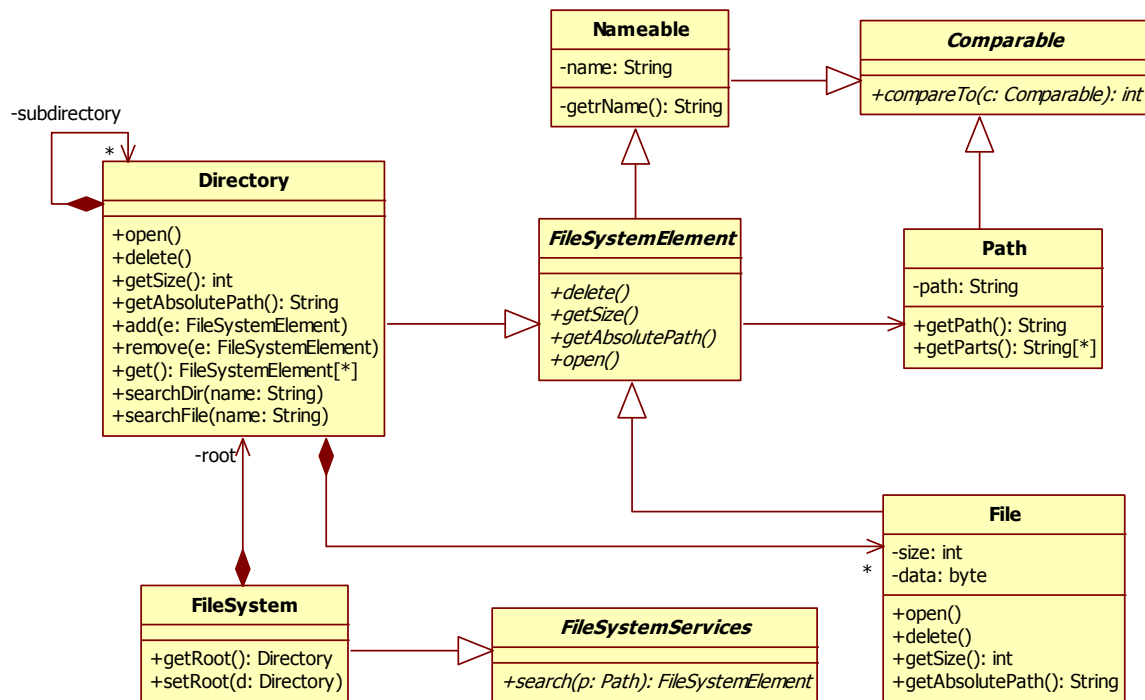 Nameable
-name: String
-getrName(): String
Comparable
+compareTo(c: Comparable): int
-subdirectory
*
Directory
+open()
+delete()
+getSize(): int
+getAbsolutePath(): String
+add(e: FileSystemElement)
+remove(e: FileSystemElement)
+get(): FileSystemElement[*]
+searchDir(name: String)
+searchFile(name: String)
FileSystemElement
+delete()
+getSize()
+getAbsolutePath()
+open()
Path
-path: String
+getPath(): String
+getParts(): String[*]
-root
File
-size: int
-data: byte
+open()
+delete()
+getSize(): int
+getAbsolutePath(): String
*
FileSystem
+getRoot(): Directory
+setRoot(d: Directory)
FileSystemServices
+search(p: Path): FileSystemElement